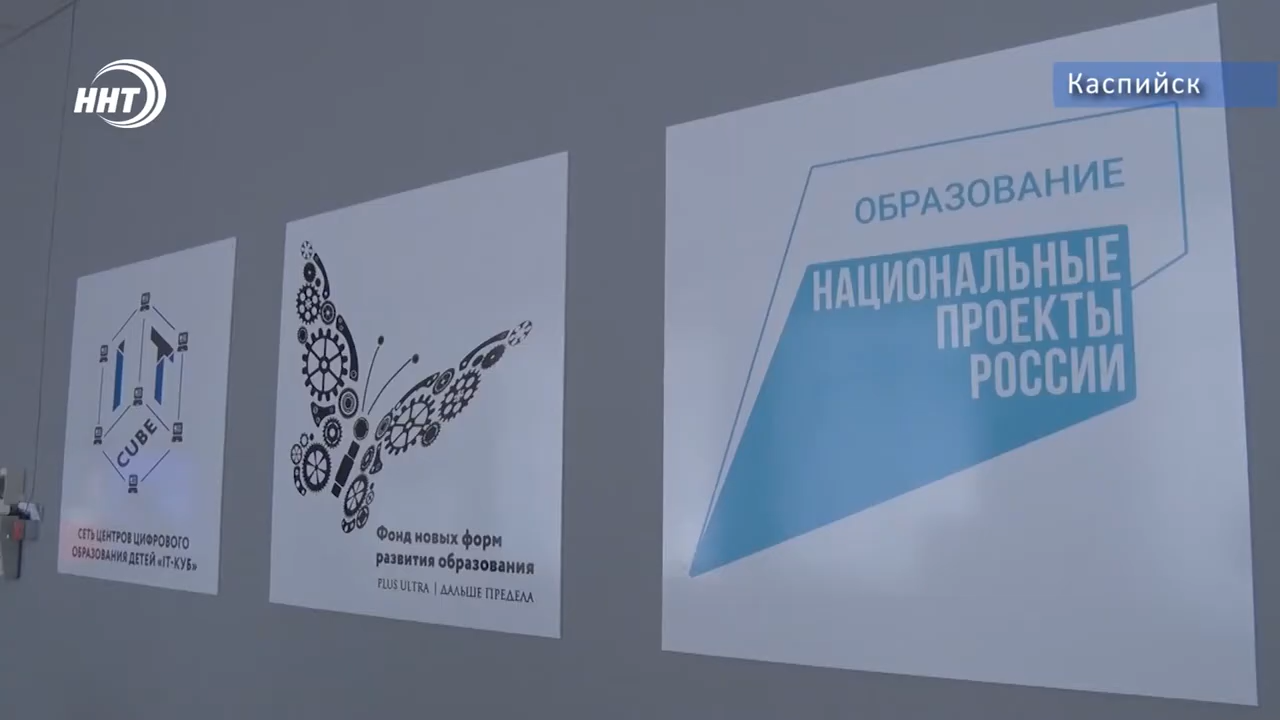 ННТ
Каспийск
IT
CUBE
СЕТЬ ЦЕНТРОВ ЦИФРОВОГО
ОБРАЗОВАНИЯ ДЕТЕЙ «IT-КУБ»
Фонд новых форм
развития образования
PLUS ULTRA | ДАЛЬШЕ ПРЕДЕЛА
ОБРАЗОВАНИЕ
НАЦИОНАЛЬНЫЕ
ПРОЕКТЫ
РОССИИ